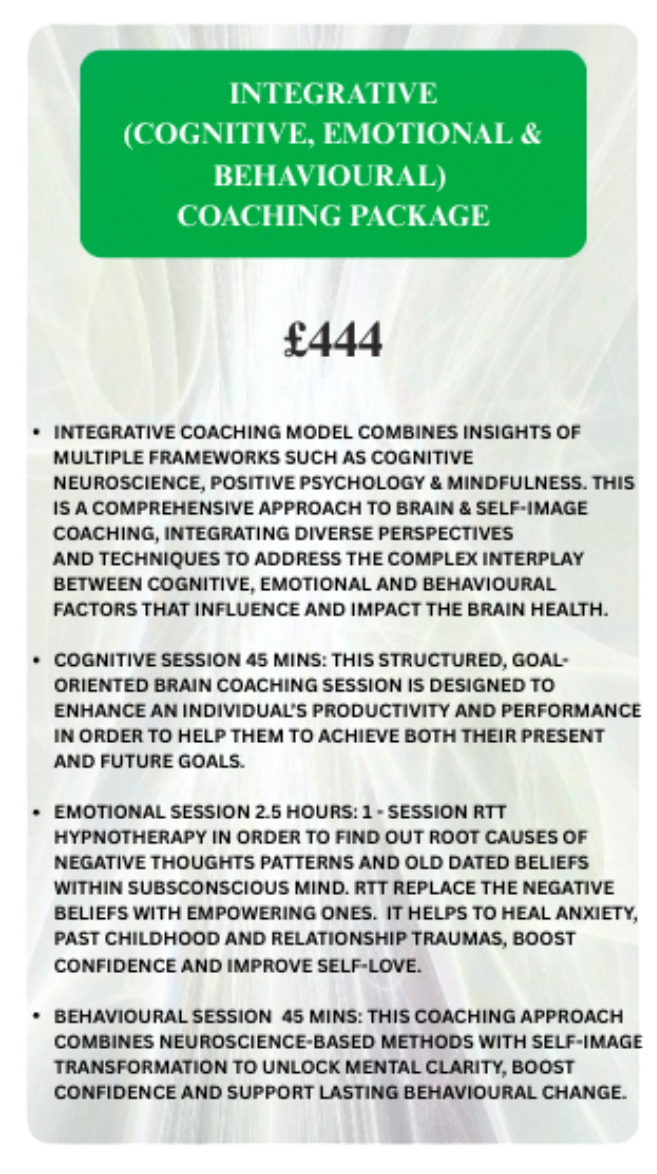 INTEGRATIVE
(COGNITIVE, EMOTIONAL &
BEHAVIOURAL)
COACHING PACKAGE
£444
• INTEGRATIVE COACHING MODEL COMBINES INSIGHTS OF
MULTIPLE FRAMEWORKS SUCH AS COGNITIVE
NEUROSCIENCE, POSITIVE PSYCHOLOGY & MINDFULNESS. THIS
IS A COMPREHENSIVE APPROACH TO BRAIN & SELF-IMAGE
COACHING, INTEGRATING DIVERSE PERSPECTIVES
AND TECHNIQUES TO ADDRESS THE COMPLEX INTERPLAY
BETWEEN COGNITIVE, EMOTIONAL AND BEHAVIOURAL
FACTORS THAT INFLUENCE AND IMPACT THE BRAIN HEALTH.
• COGNITIVE SESSION 45 MINS: THIS STRUCTURED, GOAL-
ORIENTED BRAIN COACHING SESSION IS DESIGNED TO
ENHANCE AN INDIVIDUAL'S PRODUCTIVITY AND PERFORMANCE
IN ORDER TO HELP THEM TO ACHIEVE BOTH THEIR PRESENT
AND FUTURE GOALS.
• EMOTIONAL SESSION 2.5 HOURS: 1 - SESSION RTT
HYPNOTHERAPY IN ORDER TO FIND OUT ROOT CAUSES OF
NEGATIVE THOUGHTS PATTERNS AND OLD DATED BELIEFS
WITHIN SUBSCONSCIOUS MIND. RTT REPLACE THE NEGATIVE
BELIEFS WITH EMPOWERING ONES. IT HELPS TO HEAL ANXIETY,
PAST CHILDHOOD AND RELATIONSHIP TRAUMAS, BOOST
CONFIDENCE AND IMPROVE SELF-LOVE.
• BEHAVIOURAL SESSION 45 MINS: THIS COACHING APPROACH
COMBINES NEUROSCIENCE-BASED METHODS WITH SELF-IMAGE
TRANSFORMATION TO UNLOCK MENTAL CLARITY, BOOST
CONFIDENCE AND SUPPORT LASTING BEHAVIOURAL CHANGE.